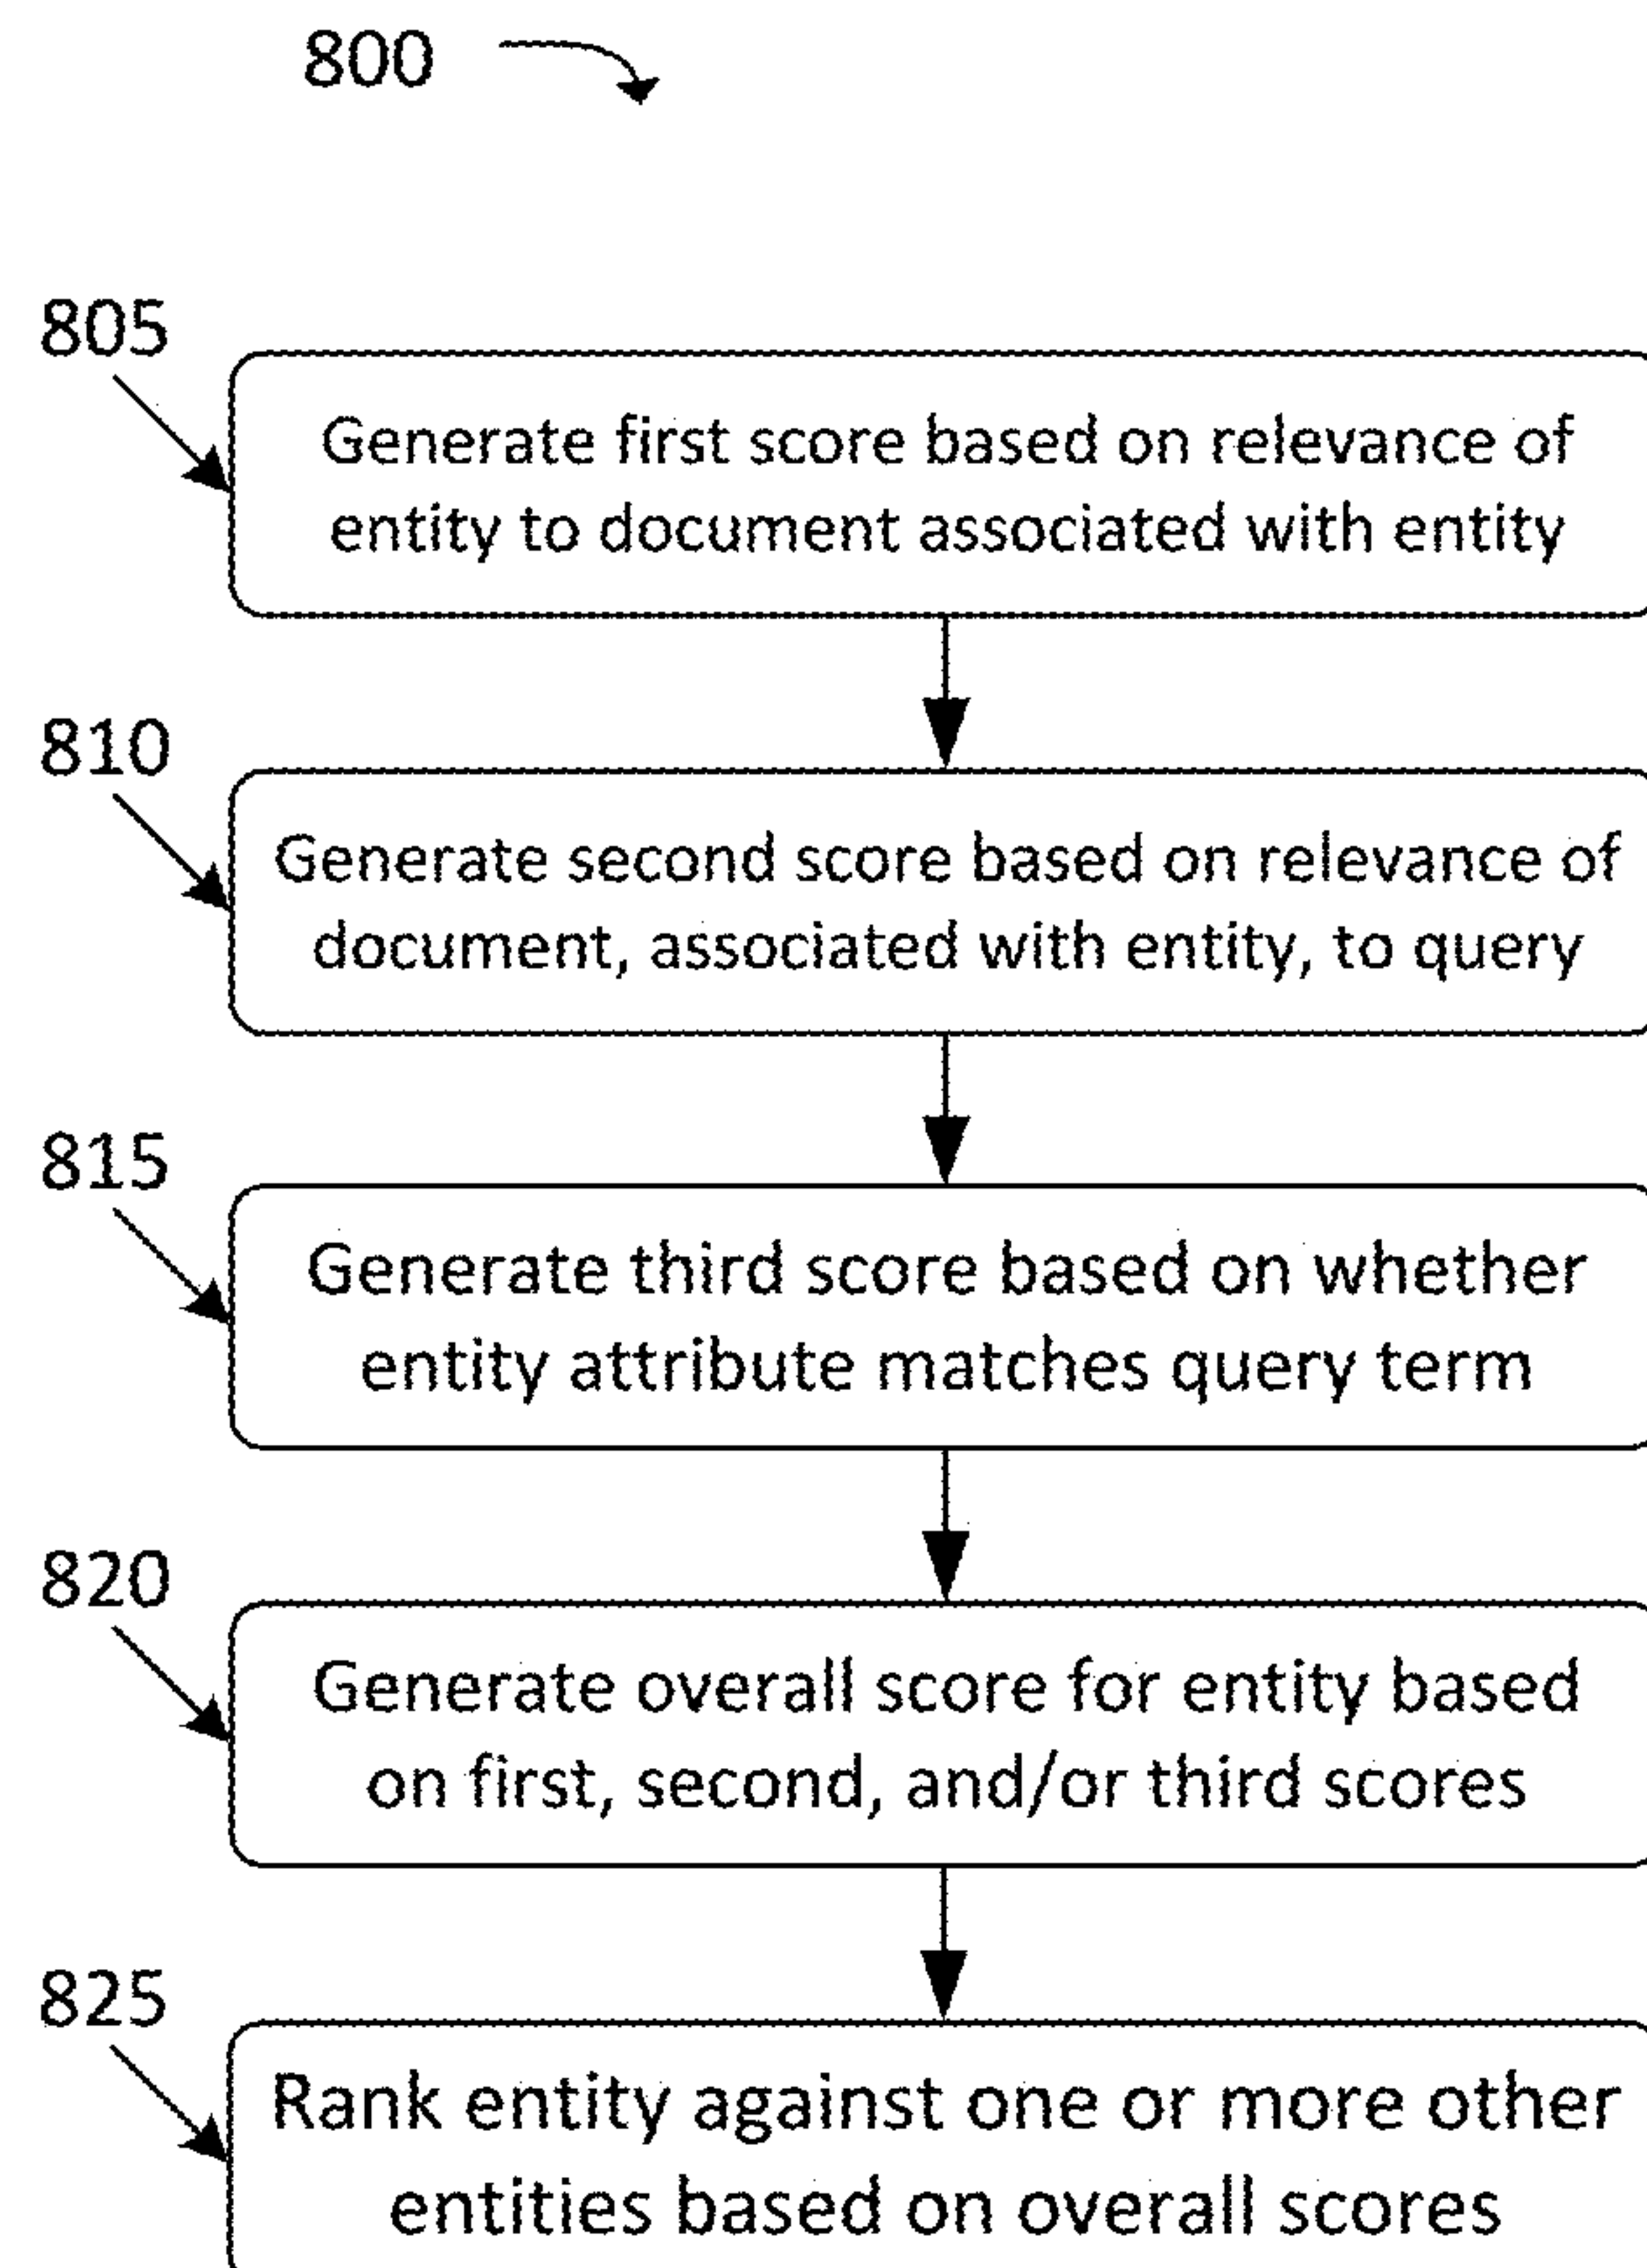 800
805
Generate first score based on relevance of
entity to document associated with entity
810
Generate second score based on relevance of
document, associated with entity, to query
815
Generate third score based on whether
entity attribute matches query term
820
Generate overall score for entity based
on first, second, and/or third scores
825
Rank entity against one or more other
entities based on overall scores